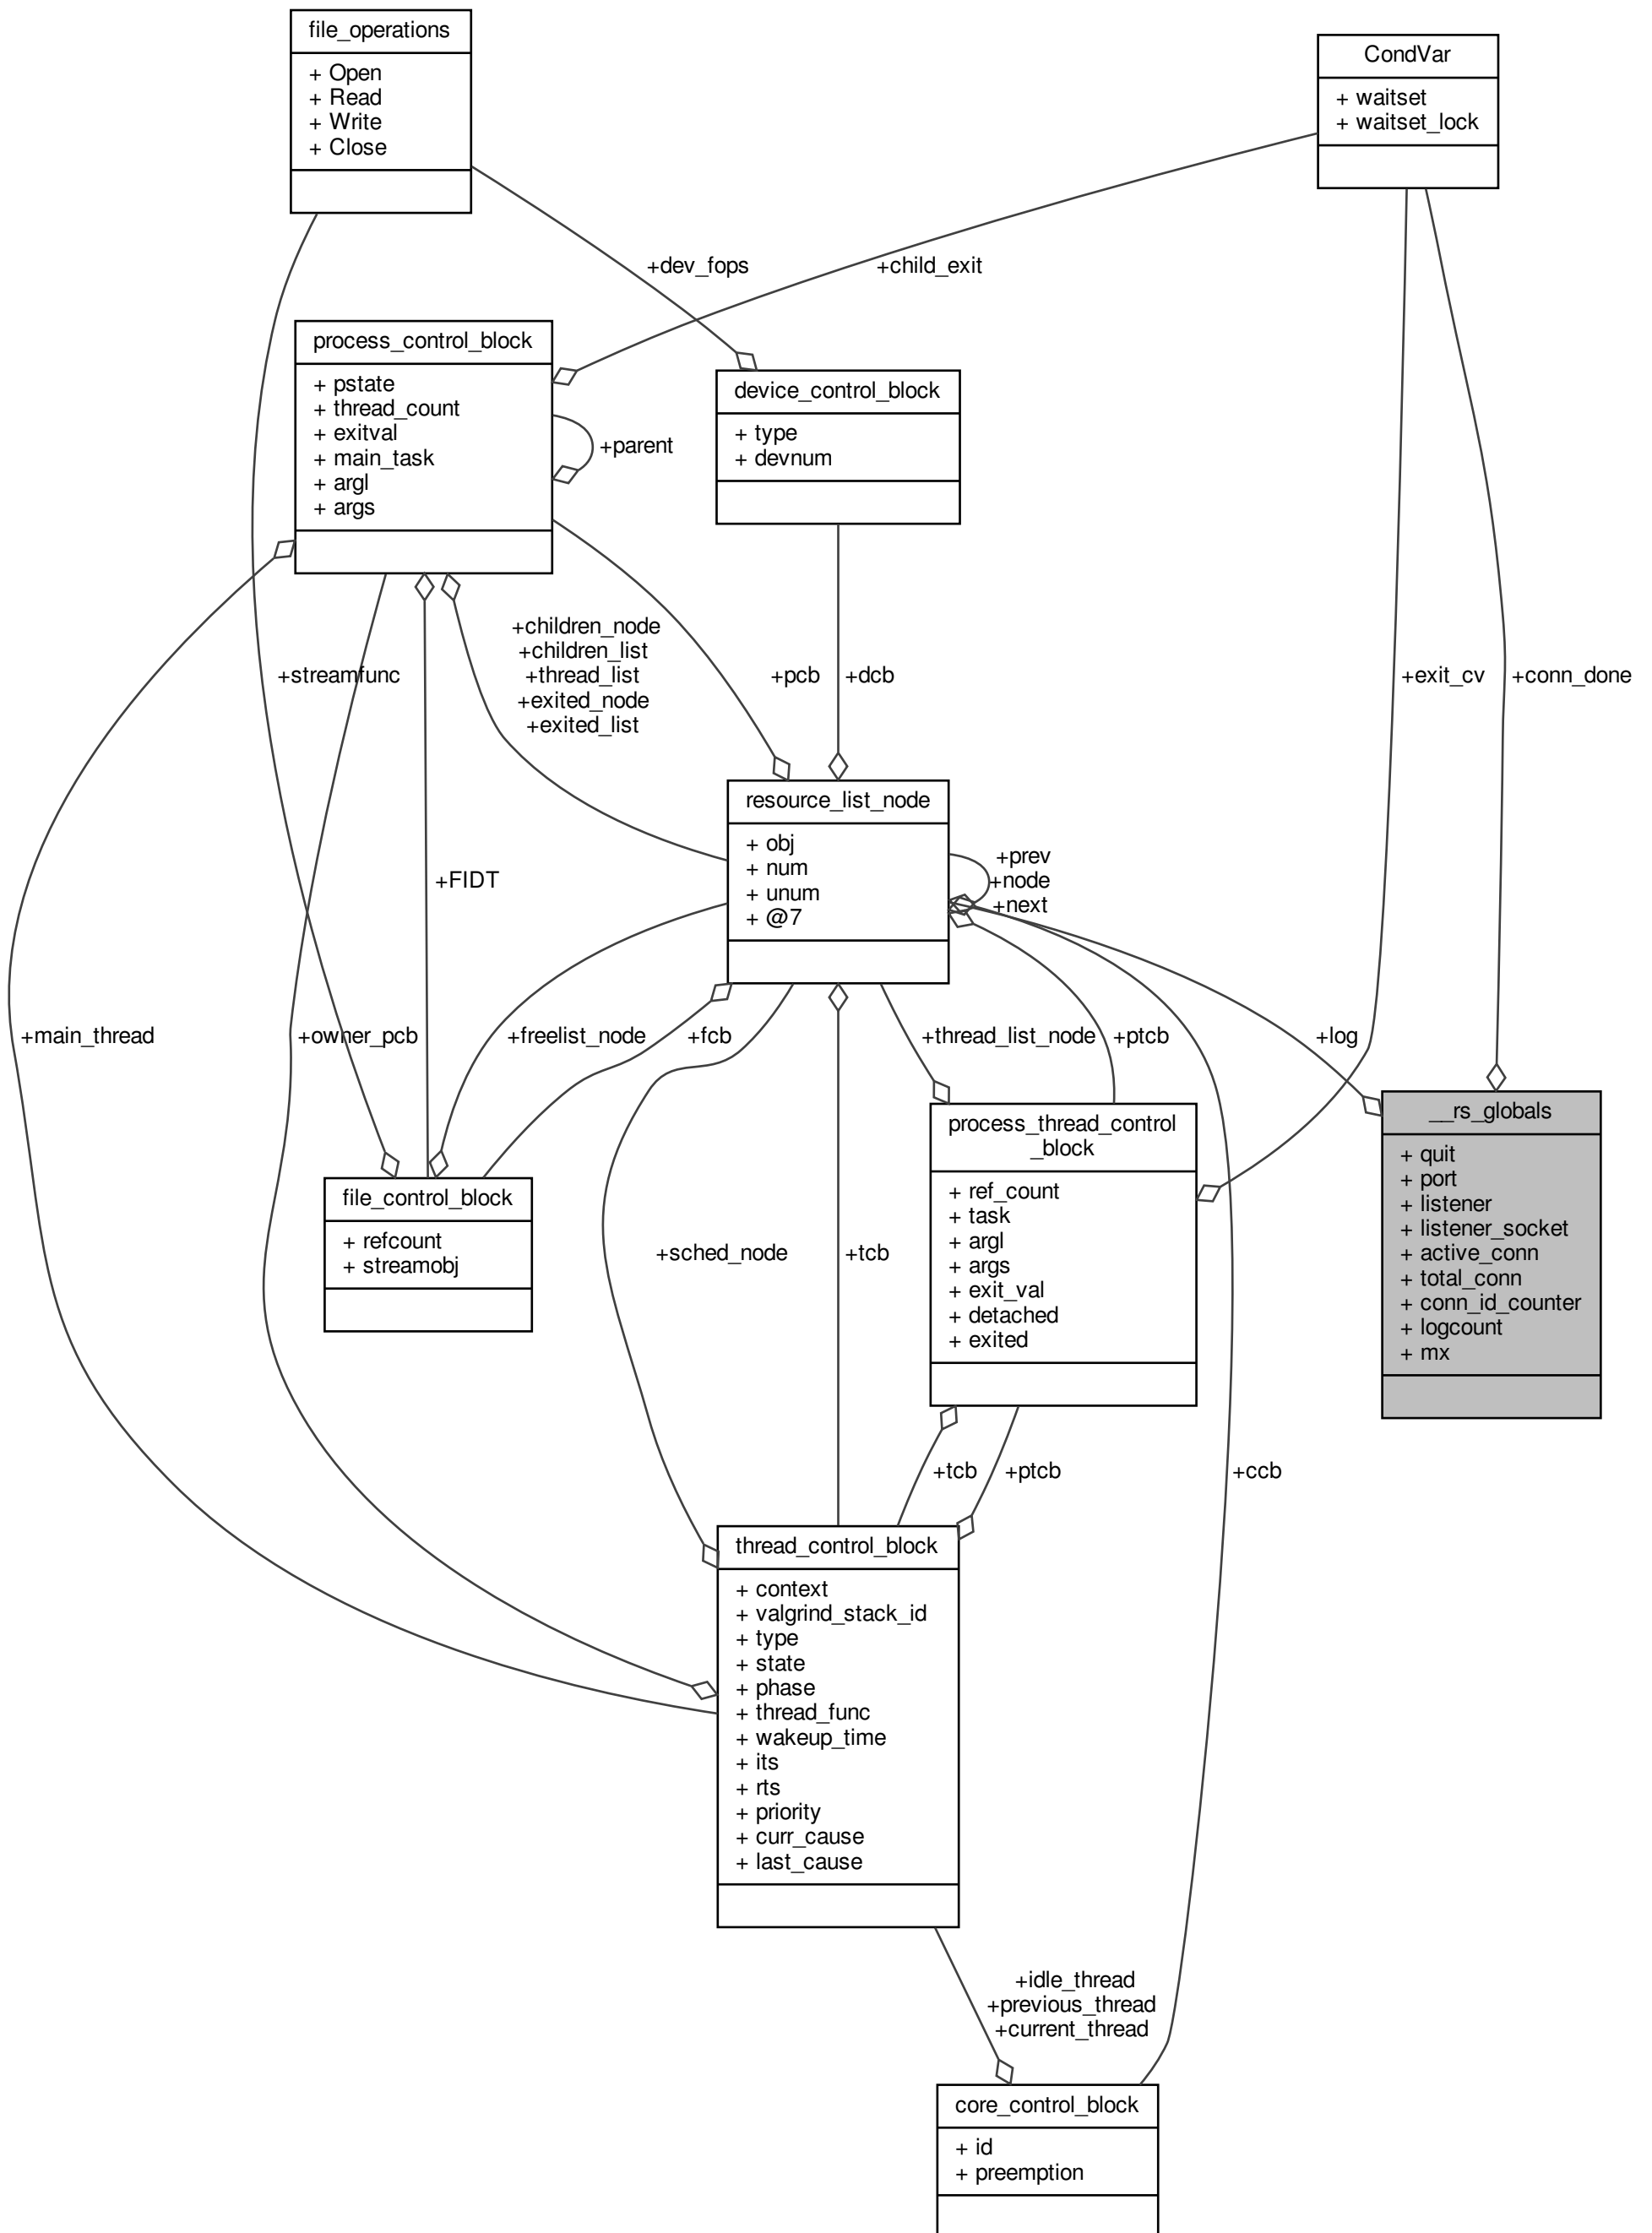 file_operations
+ Open
+ Read
+ Write
+ Close
CondVar
+ waitset
+ waitset_lock
+dev_fops
+child_exit
process_control_block
+ pstate
+ thread_count
+ exitval
+ main_task
+ argl
+ args
+parent
device_control_block
+ type
+ devnum
+streamfunc
+children_node
+children_list
+thread_list
+exited_node
+exited_list
+pcb
+dcb
+exit_cv
+conn_done
+FIDT
resource_list_node
+ obj
+ num
+ unum
+ @7
+prev
+node
+next
+main_thread
+owner_pcb
+freelist_node
+fcb
+thread_list_node
+ptcb
+log
file_control_block
+ refcount
+ streamobj
+sched_node
+tcb
process_thread_control
_block
+ ref_count
+ task
+ argl
+ args
+ exit_val
+ detached
+ exited
__rs_globals
+ quit
+ port
+ listener
+ listener_socket
+ active_conn
+ total_conn
+ conn_id_counter
+ logcount
+ mx
+tcb
+ptcb
+ccb
thread_control_block
+ context
+ valgrind_stack_id
+ type
+ state
+ phase
+ thread_func
+ wakeup_time
+ its
+ rts
+ priority
+ curr_cause
+ last_cause
+idle_thread
+previous_thread
+current_thread
core_control_block
+ id
+ preemption